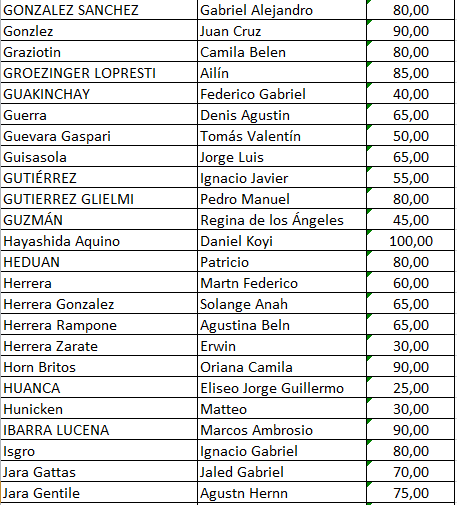 GONZALEZ SANCHEZ Gabriel Alejandro 80,00
Gonzlez Juan Cruz 90,00
Graziotin Camila Belen 80,00
GROEZINGER LOPRESTI Ailín 85,00
GUAKINCHAY Federico Gabriel 40,00
Guerra Denis Agustin 65,00
Guevara Gaspari Tomás Valentín 50,00
Guisasola Jorge Luis 65,00
GUTIÉRREZ Ignacio Javier 55,00
GUTIERREZ GLIELMI Pedro Manuel 80,00
GUZMÁN Regina de los Ángeles 45,00
Hayashida Aquino Daniel Koyi 100,00
HEDUAN Patricio 80,00
Herrera Martn Federico 60,00
Herrera Gonzalez Solange Anah 65,00
Herrera Rampone Agustina Beln 65,00
Herrera Zarate Erwin 30,00
Horn Britos Oriana Camila 90,00
HUANCA Eliseo Jorge Guillermo 25,00
Hunicken Matteo 30,00
IBARRA LUCENA Marcos Ambrosio 90,00
Isgro Ignacio Gabriel 80,00
Jara Gattas Jaled Gabriel 70,00
Jara Gentile Agustn Hernn 75,00